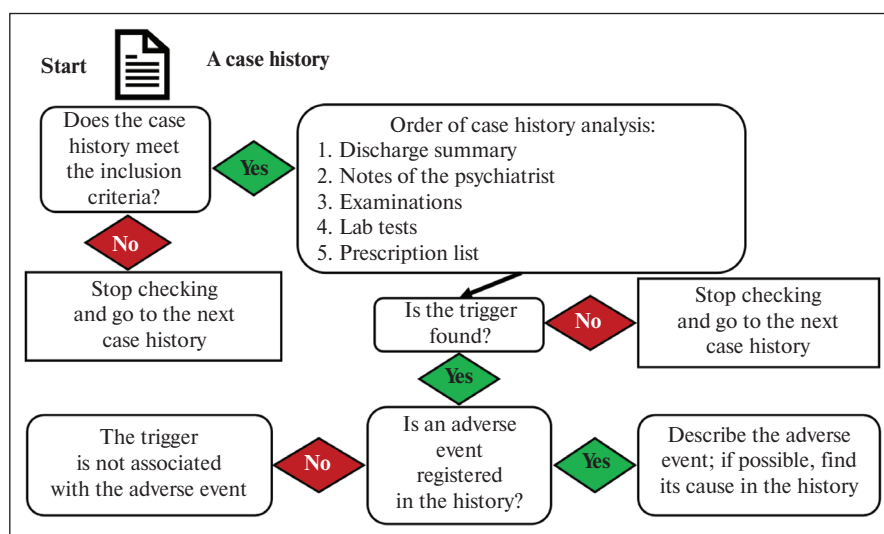 Start
A case history
Does the case
history meet
the inclusion
criteria?
Yes
Order of case history analysis:
1. Discharge summary
2. Notes of the psychiatrist
3. Examinations
4. Lab tests
5. Prescription list
No
Stop checking
and go to the next
case history
Is the trigger
found?
No
Stop checking
and go to the next
case history
Yes
The trigger
is not associated
with the adverse event
No
Is an adverse
event
registered
in the history?
Yes
Describe the adverse
event; if possible, find
its cause in the history